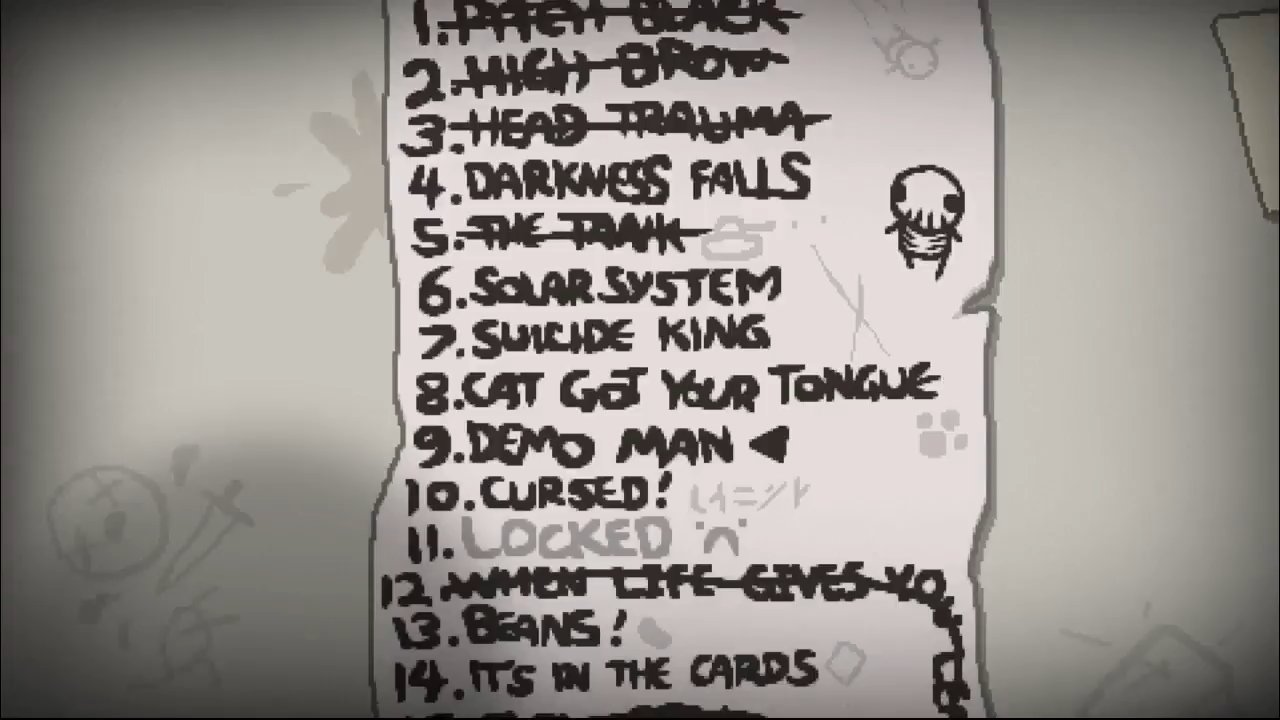 1. PITCH BLACK
2. HIGH BROW
3. HEAD TRAUMA
4. DARKNESS FALLS
5. THE TANK
6. SOLAR SYSTEM
7. SUICIDE KING
8. CAT GOT YOUR TONGUE
9. DEMO MAN ◀
10. CURSED!
11. LOCKED
12. WHEN LIFE GIVES YO
13. BEANS!
14. IT'S IN THE CARDS